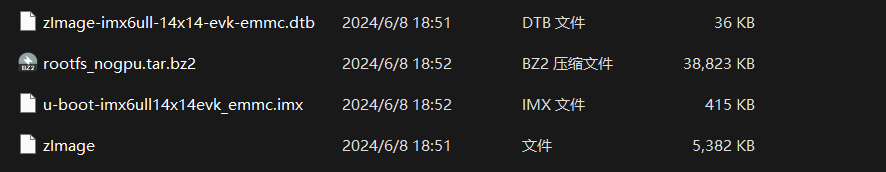 zImage-imx6ull-14x14-evk-emmc.dtb 2024/6/8 18:51 DTB 文件 36 KB
BZ2 rootfs_nogpu.tar.bz2 2024/6/8 18:52 BZ2 压缩文件 38,823 KB
u-boot-imx6ull14x14evk_emmc.imx 2024/6/8 18:52 IMX 文件 415 KB
zImage 2024/6/8 18:51 文件 5,382 KB